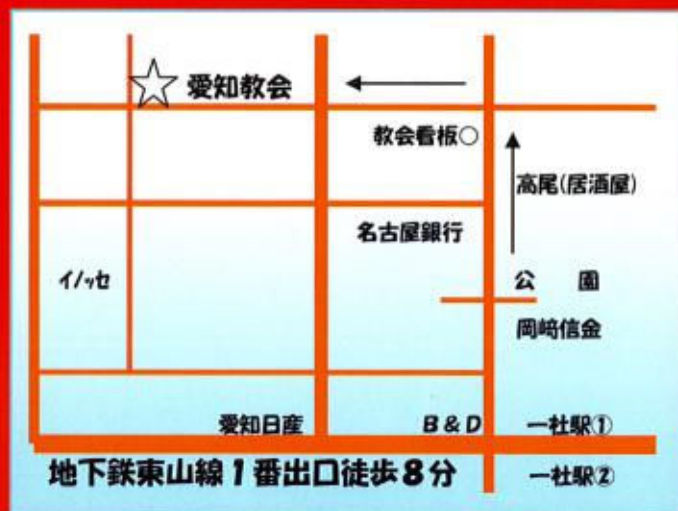 愛知教会
教会看板○
高尾(居酒屋)
名古屋銀行
イノッセ
公　園
岡崎信金
愛知日産
B & D
一社駅①
地下鉄東山線1番出口徒歩8分
一社駅②